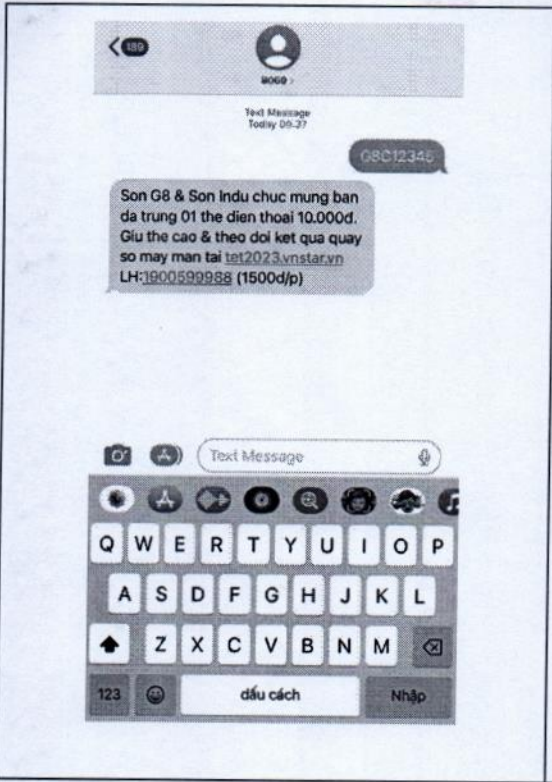 189
8069 >
Text Message
Today 09:37
G8C12345
Son G8 & Son Indu chuc mung ban
da trung 01 the dien thoai 10.000d.
Giu the cao & theo doi ket qua quay
so may man tai tet2023.vnstar.vn
LH:1900599988 (1500d/p)
Text Message
Q W E R T Y U I O P
A S D F G H J K L
Z X C V B N M
123 dấu cách Nhập